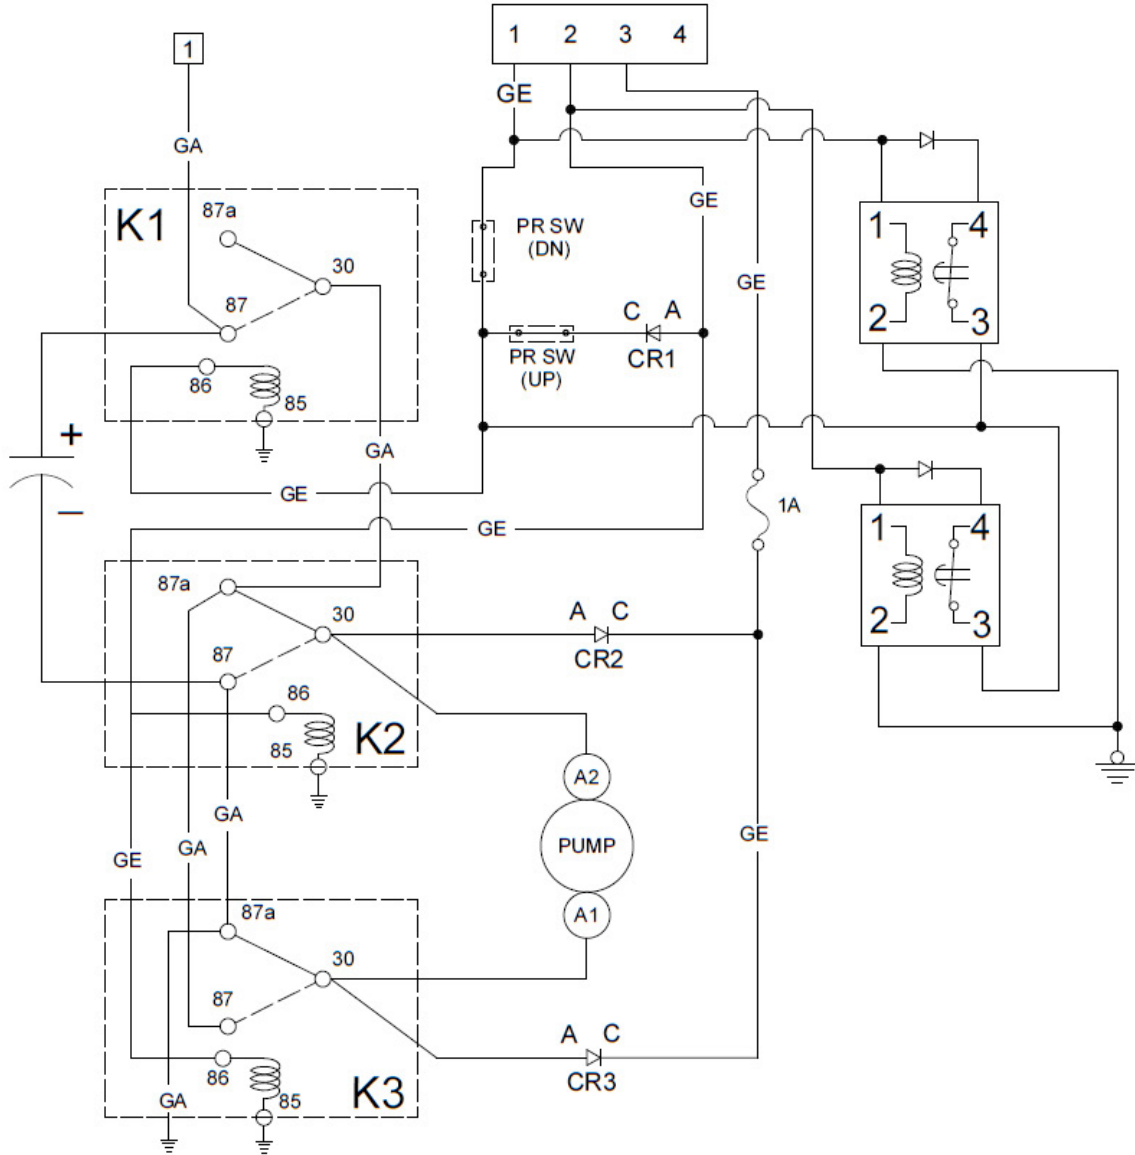 1 2 3 4
1
GE
GA
K1
87a
30
87
86
85
GE
PR SW
(DN)
GE
1 4
2 3
+
–
C A
CR1
PR SW
(UP)
GA
GE
GE
1A
1 4
2 3
87a
30
87
86
85
K2
A C
CR2
A2
PUMP
A1
GA
GA
GE
GE
87a
30
87
86
85
GA
K3
A C
CR3